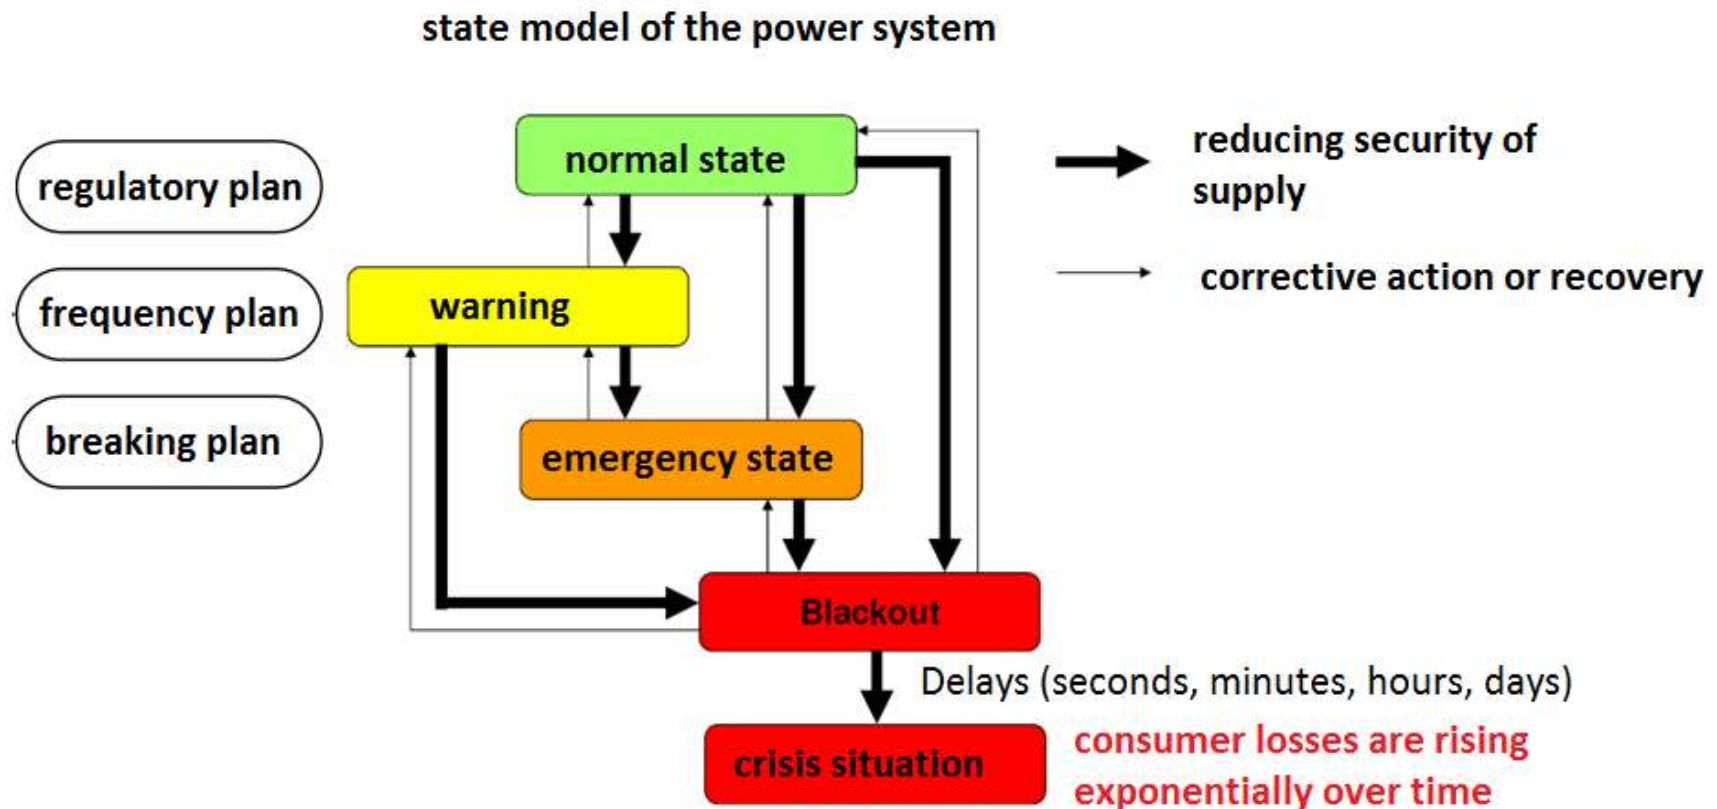 state model of the power system
regulatory plan
frequency plan
breaking plan
normal state
warning
emergency state
Blackout
crisis situation
reducing security of
supply
corrective action or recovery
Delays (seconds, minutes, hours, days)
consumer losses are rising
exponentially over time